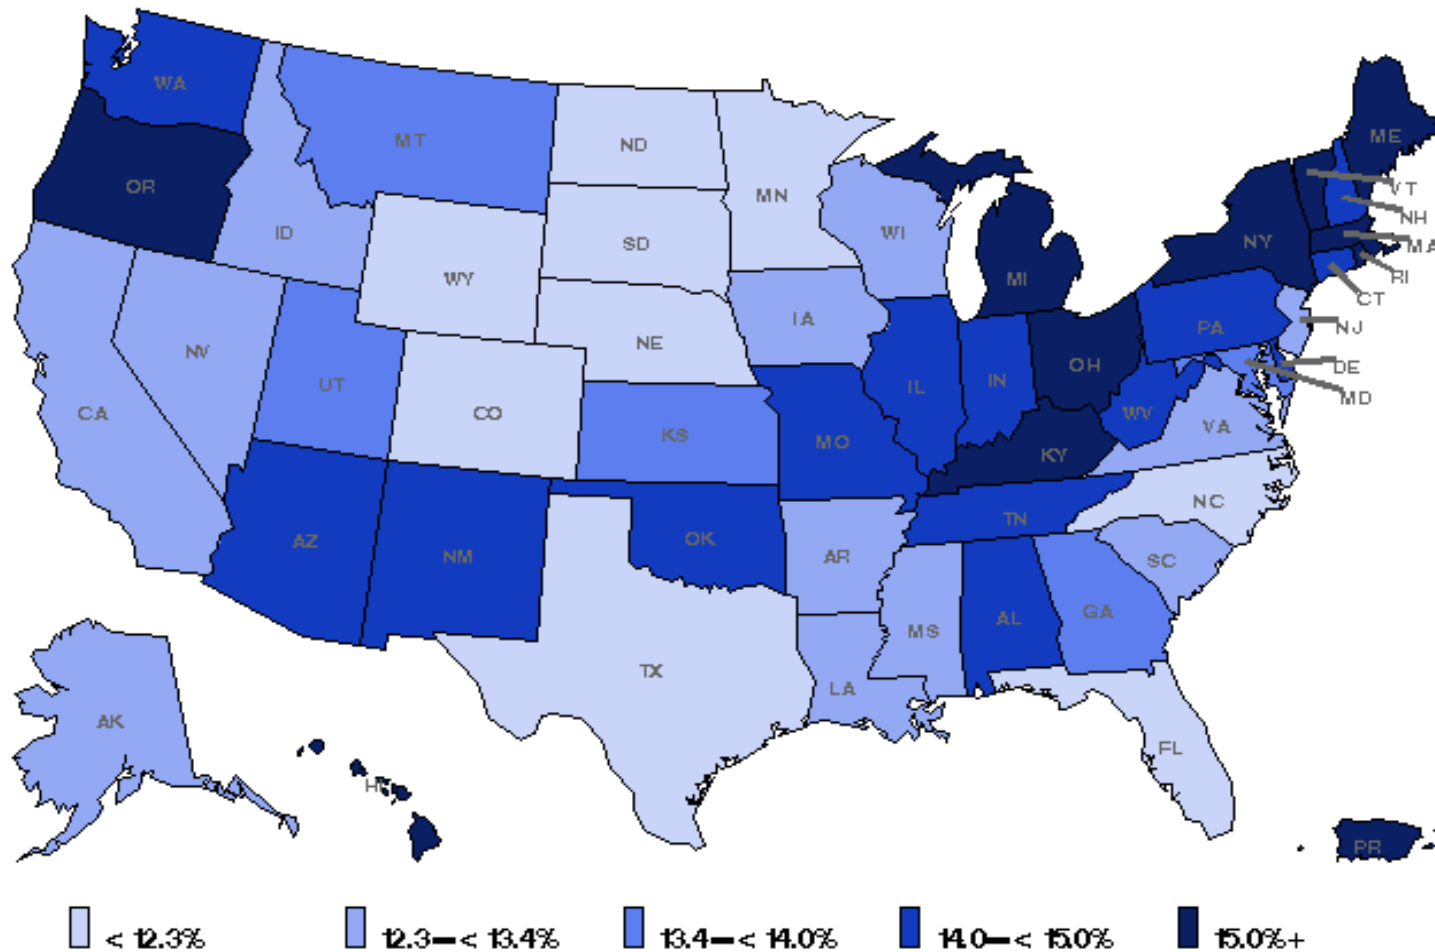 WA
MT
ND
MN
ME
OR
ID
SD
WI
VT
NH
NY
MA
RI
WY
MI
CT
IA
PA
NJ
NV
NE
OH
DE
UT
IL
IN
MD
CA
CO
KS
MO
WV
VA
KY
NC
AZ
NM
OK
TN
AR
SC
MS
AL
GA
TX
LA
AK
FL
HI
PR
< 12.3% 12.3-< 13.4% 13.4-< 14.0% 14.0-< 15.0% 15.0%+